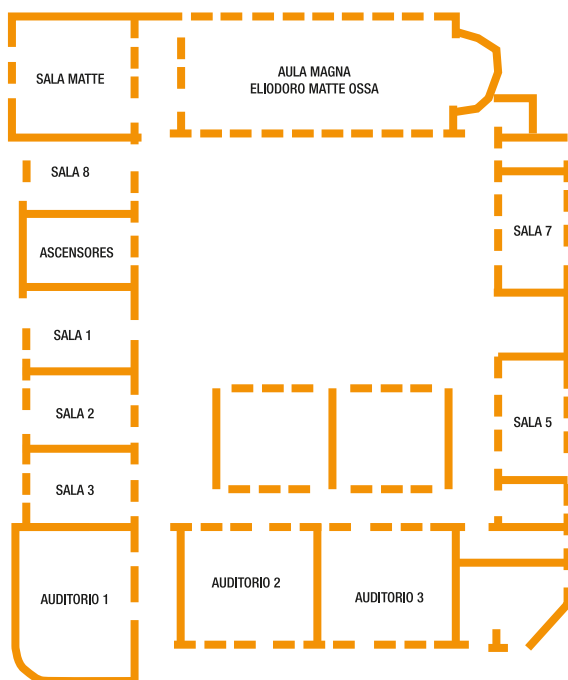 SALA MATTE
AULA MAGNA
ELIODORO MATTE OSSA
SALA 8
SALA 7
ASCENSORES
SALA 1
SALA 2
SALA 5
SALA 3
AUDITORIO 1
AUDITORIO 2
AUDITORIO 3